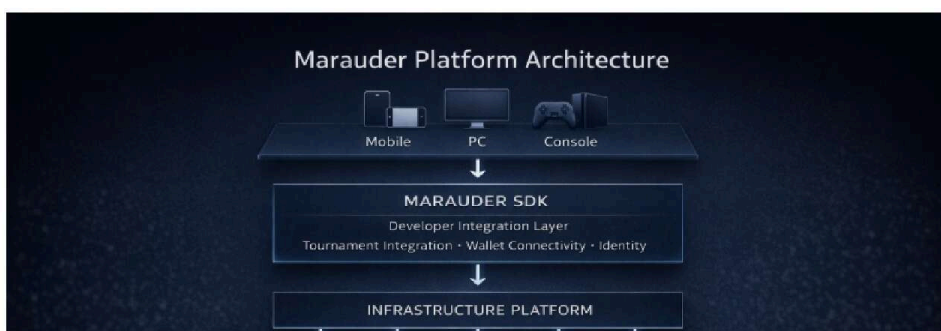 Marauder Platform Architecture
Mobile PC Console
MARAUDER SDK
Developer Integration Layer
Tournament Integration • Wallet Connectivity • Identity
INFRASTRUCTURE PLATFORM